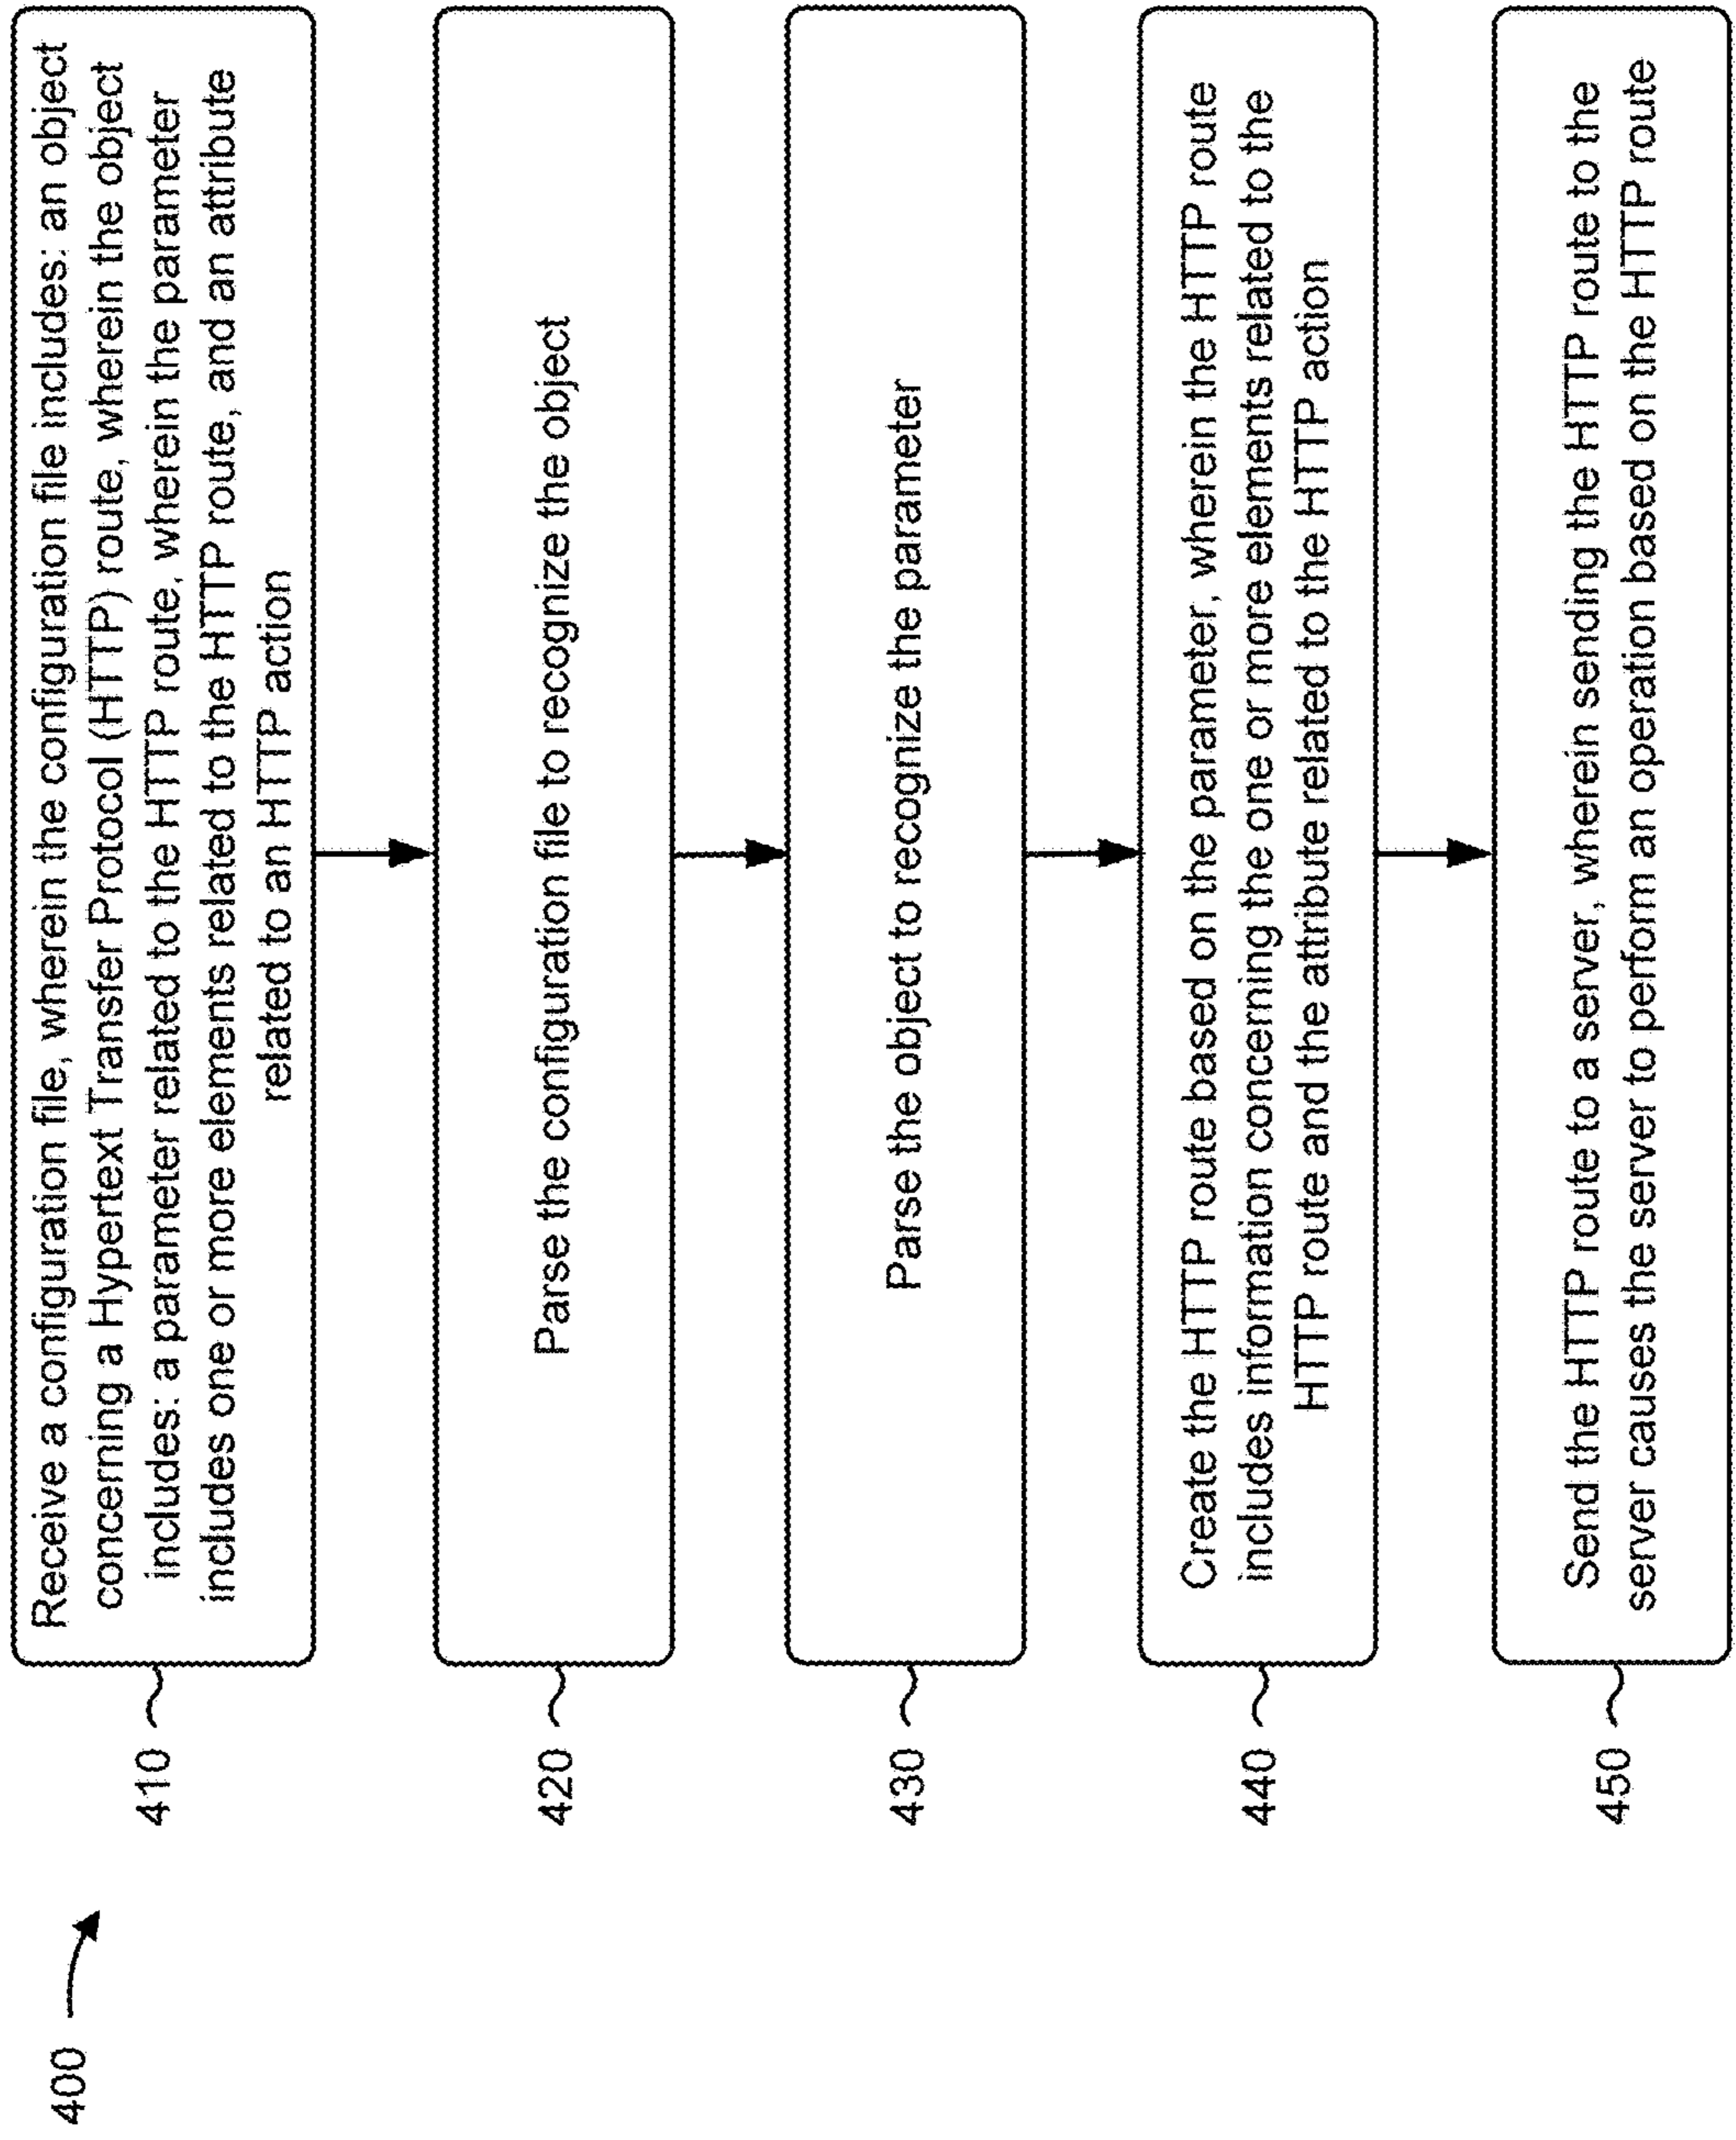 400
410
Receive a configuration file, wherein the configuration file includes: an object
concerning a Hypertext Transfer Protocol (HTTP) route, wherein the object
includes: a parameter related to the HTTP route, wherein the parameter
includes one or more elements related to the HTTP route, and an attribute
related to an HTTP action
420
Parse the configuration file to recognize the object
430
Parse the object to recognize the parameter
440
Create the HTTP route based on the parameter, wherein the HTTP route
includes information concerning the one or more elements related to the
HTTP route and the attribute related to the HTTP action
450
Send the HTTP route to a server, wherein sending the HTTP route to the
server causes the server to perform an operation based on the HTTP route